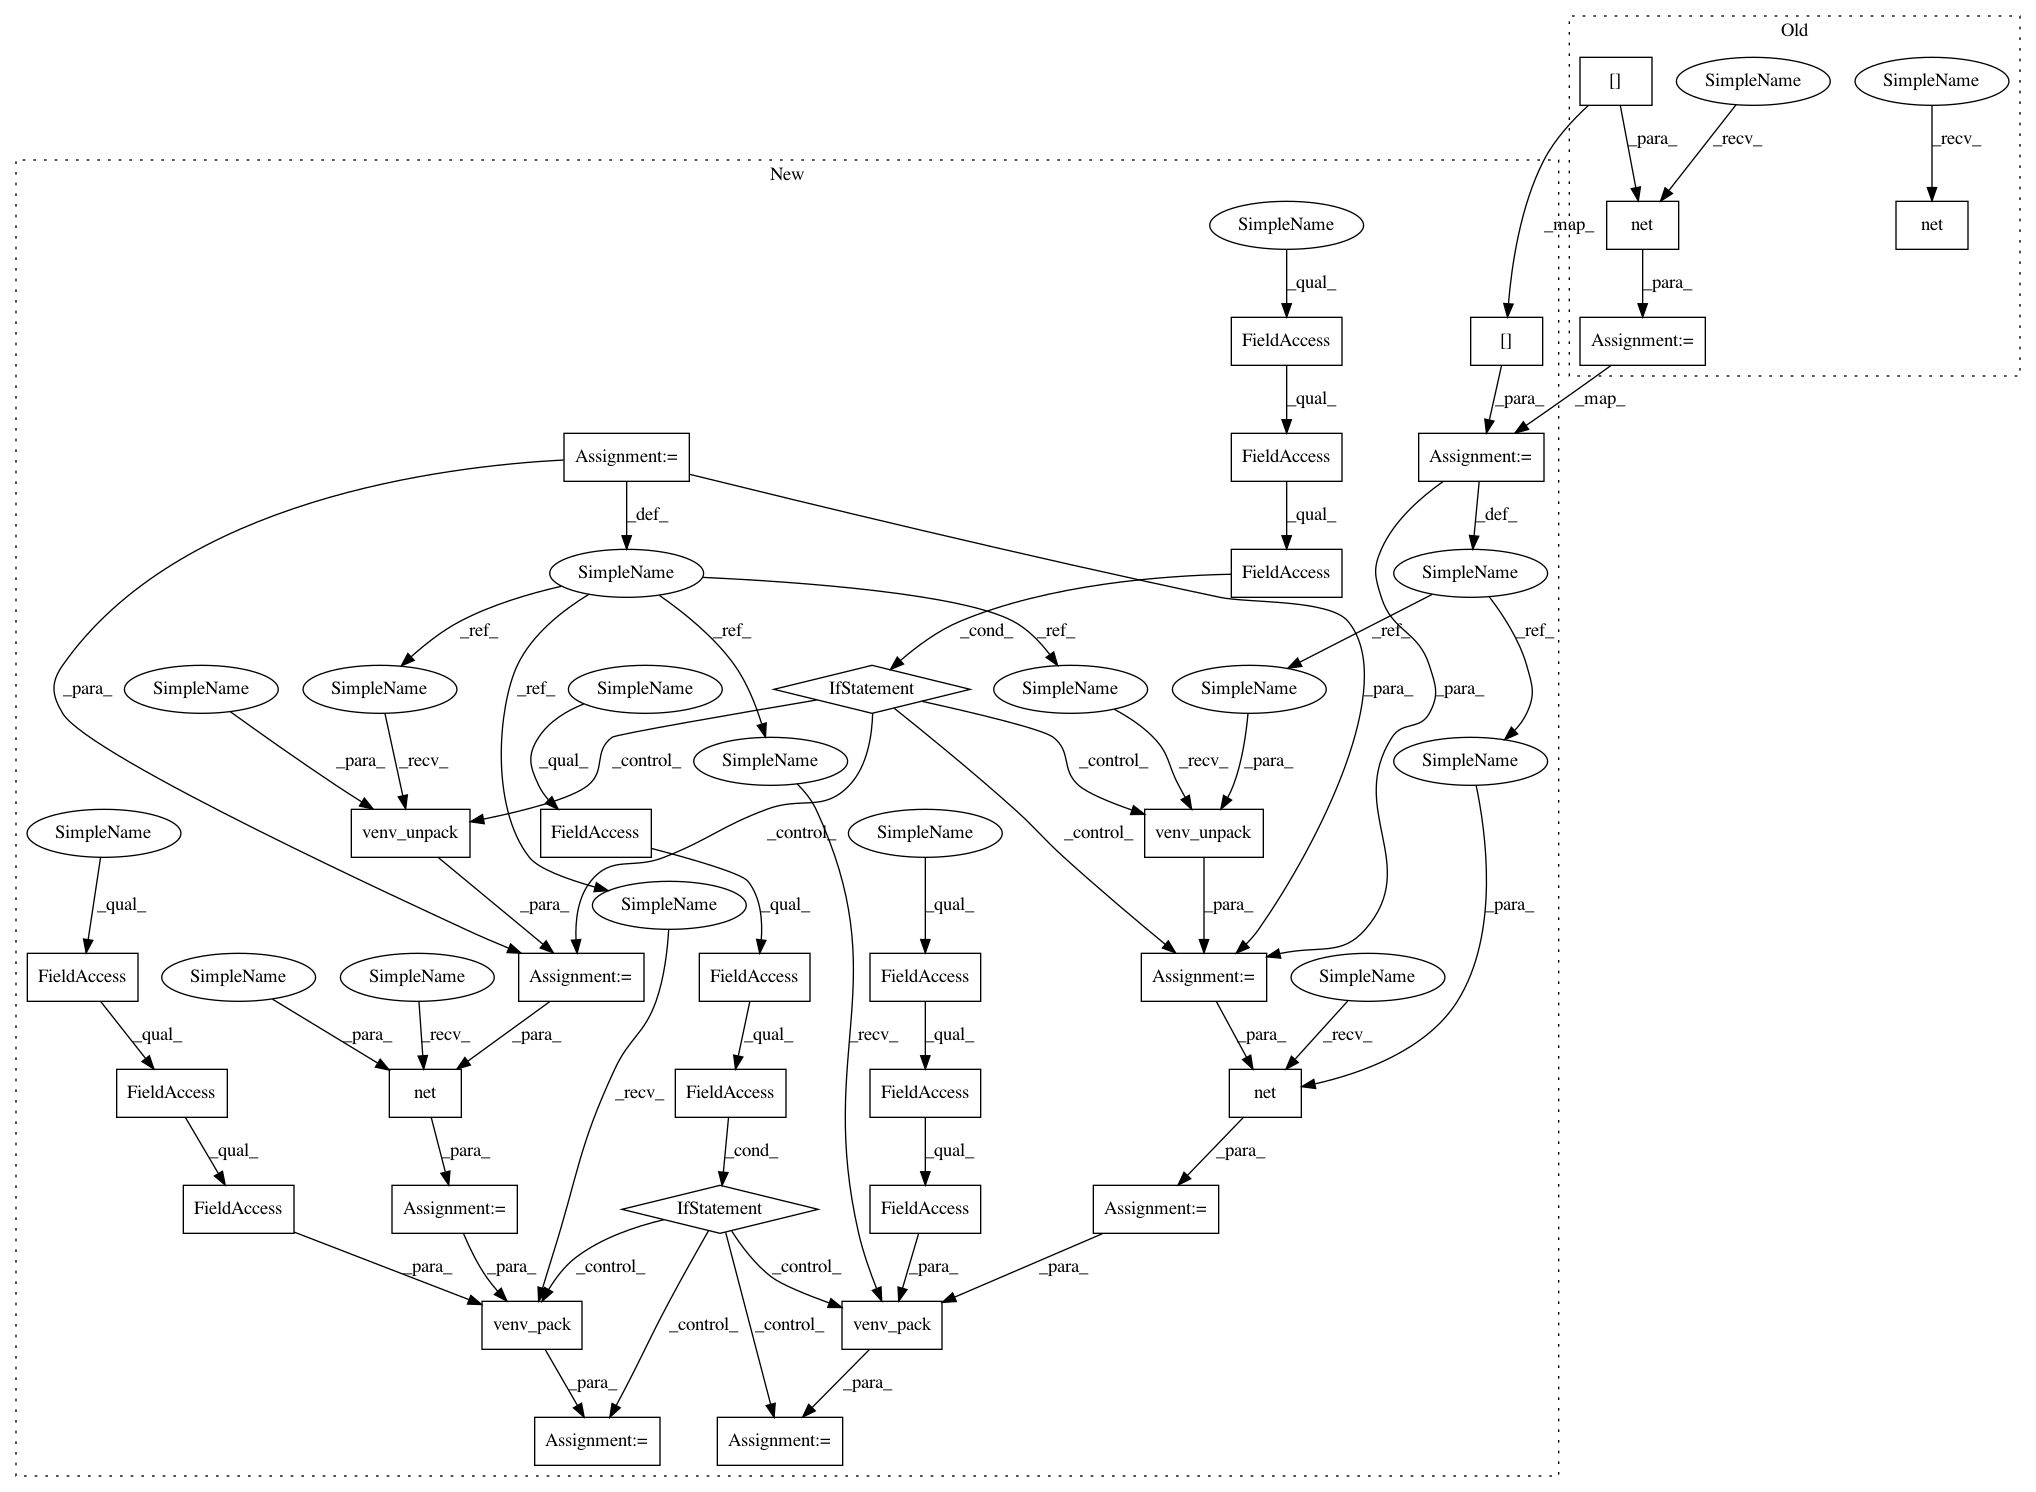 Old
[]
SimpleName
SimpleName
_para_
_recv_
_recv_
New
SimpleName
_map_
net
net
_qual_
_para_
FieldAccess
[]
Assignment:=
_qual_
_para_
_map_
Assignment:=
FieldAccess
Assignment:=
_def_
_qual_
_def_
SimpleName
FieldAccess
SimpleName
_ref_
_ref_
_cond_
_ref_
_ref_
_ref_
_para_
SimpleName
SimpleName
_ref_
SimpleName
IfStatement
SimpleName
SimpleName
_para_
_para_
_para_
_recv_
_qual_
_control_
SimpleName
_control_
_recv_
_para_
SimpleName
SimpleName
venv_unpack
FieldAccess
_control_
SimpleName
_control_
venv_unpack
_qual_
_para_
SimpleName
_qual_
_qual_
_para_
_para_
FieldAccess
SimpleName
SimpleName
Assignment:=
FieldAccess
FieldAccess
Assignment:=
SimpleName
_qual_
_para_
_recv_
_para_
_qual_
_recv_
_qual_
_para_
_recv_
FieldAccess
net
_recv_
FieldAccess
FieldAccess
net
_qual_
_para_
_cond_
_qual_
_para_
FieldAccess
Assignment:=
IfStatement
FieldAccess
Assignment:=
_para_
_para_
_control_
_control_
_para_
_para_
venv_pack
_control_
_control_
venv_pack
_para_
_para_
Assignment:=
Assignment:=